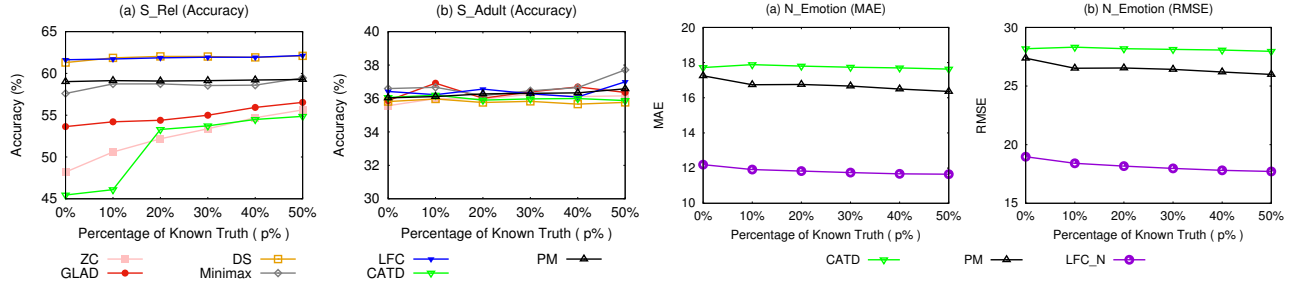 (a) S_Rel (Accuracy)
Accuracy (%)
65
60
55
50
45
0% 10% 20% 30% 40% 50%
Percentage of Known Truth ( p% )
(b) S_Adult (Accuracy)
Accuracy (%)
40
38
36
34
32
30
0% 10% 20% 30% 40% 50%
Percentage of Known Truth ( p% )
ZC DS LFC PM
GLAD Minimax CATD
(a) N_Emotion (MAE)
MAE
20
18
16
14
12
10
0% 10% 20% 30% 40% 50%
Percentage of Known Truth ( p% )
(b) N_Emotion (RMSE)
RMSE
30
25
20
15
0% 10% 20% 30% 40% 50%
Percentage of Known Truth ( p% )
CATD PM LFC_N